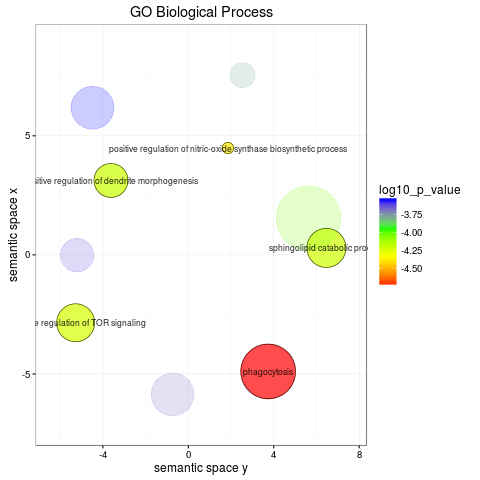 GO Biological Process
semantic space x
5
0
-5
positive regulation of nitric-oxide synthase biosynthetic process
sitive regulation of dendrite morphogenesis
sphingolipid catabolic pro
e regulation of TOR signaling
phagocytosis
-4
0
4
8
semantic space y
log10_p_value
-3.75
-4.00
-4.25
-4.50